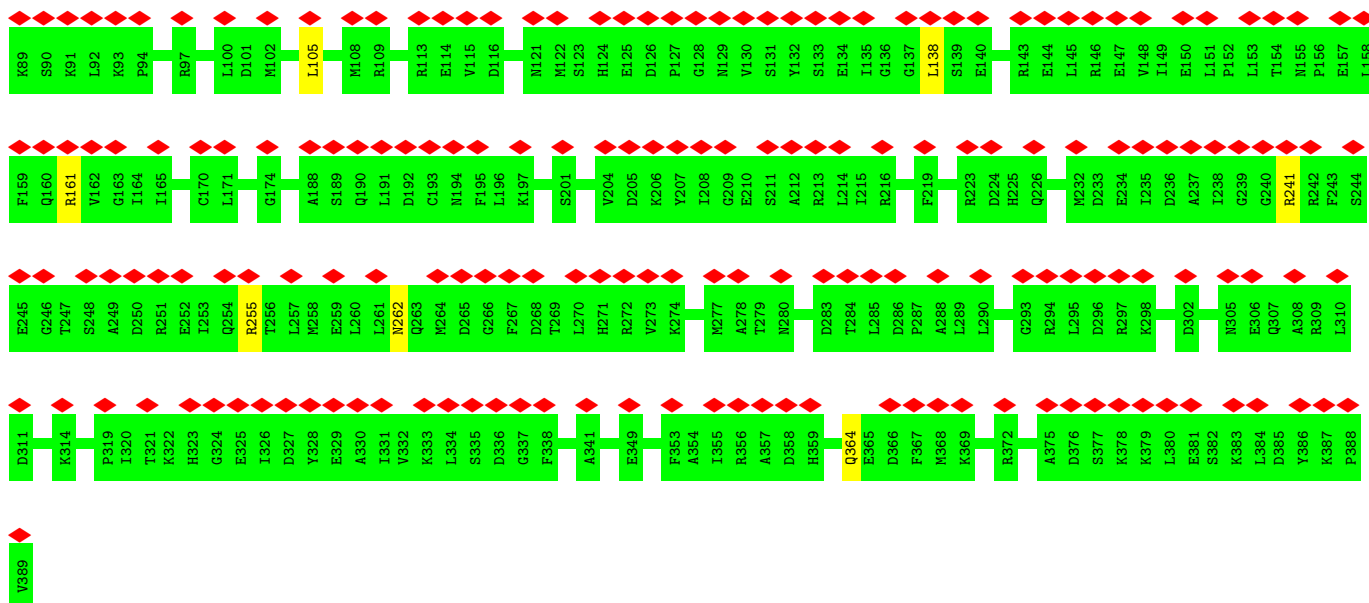 K89 S90 K91 L92 K93 P94 R97 L100 D101 M102 L105 M108 R109 R113 E114 V115 D116 N121 M122 S123 H124 E125 D126 P127 G128 N129 V130 S131 Y132 S133 E134 I135 G136 G137 L138 S139 E140 R143 E144 L145 R146 E147 V148 I149 E150 L151 P152 L153 T154 N155 P156 E157 L158
F159 Q160 R161 V162 G163 I164 I165 C170 L171 G174 A188 S189 Q190 L191 D192 C193 N194 F195 L196 K197 S201 V204 D205 K206 Y207 I208 G209 E210 S211 A212 R213 L214 I215 R216 F219 R223 D224 H225 Q226 M232 D233 E234 I235 D236 A237 I238 G239 G240 R241 R242 F243 S244
E245 G246 T247 S248 A249 D250 R251 E252 I253 Q254 R255 T256 L257 M258 E259 L260 L261 N262 Q263 M264 D265 G266 F267 D268 T269 L270 H271 R272 V273 K274 M277 A278 T279 N280 D283 T284 L285 D286 P287 A288 L289 L290 G293 R294 L295 D296 R297 K298 D302 N305 E306 Q307 A308 R309 L310
D311 K314 P319 I320 T321 K322 H323 G324 E325 I326 D327 Y328 E329 A330 I331 V332 K333 L334 S335 D336 G337 F338 A341 E349 F353 A354 I355 R356 A357 D358 H359 Q364 E365 D366 F367 M368 K369 R372 A375 D376 S377 K378 K379 L380 E381 S382 K383 L384 D385 Y386 K387 P388
V389